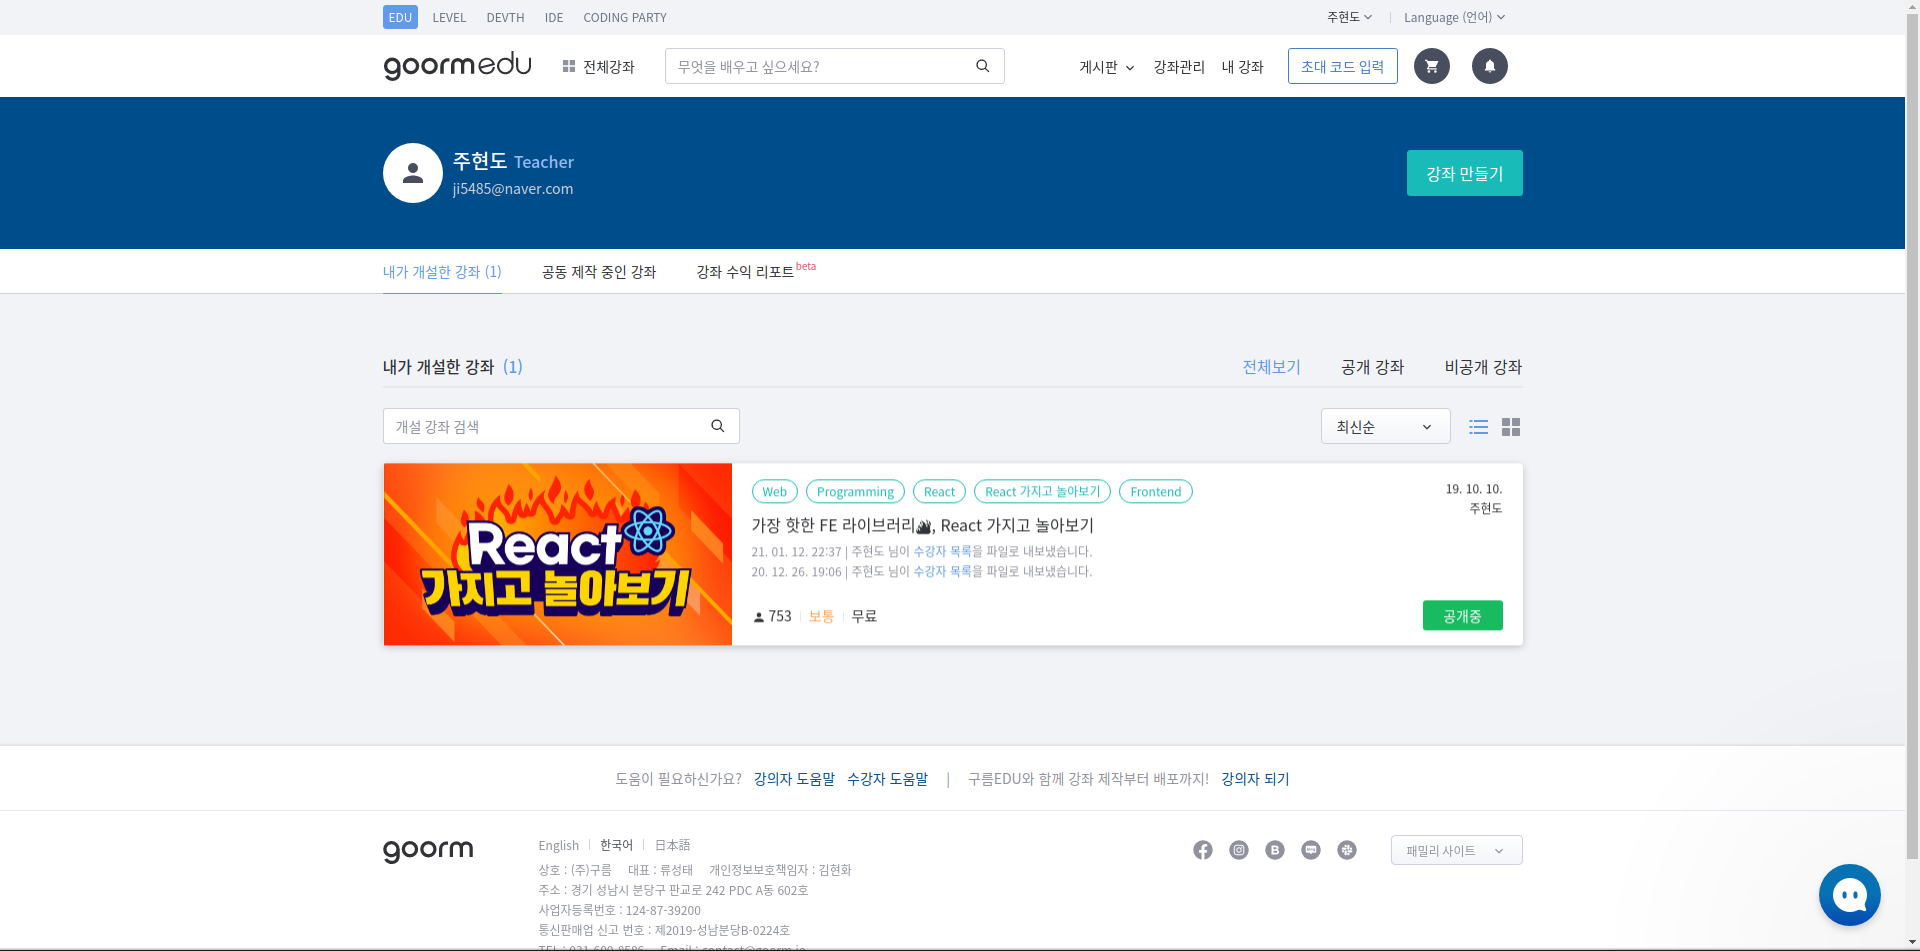 EDU LEVEL DEVTH IDE CODING PARTY 주현도 Language (언어)
goormedu 전체강좌 무엇을 배우고 싶으세요? 게시판 강좌관리 내 강좌 초대 코드 입력
주현도 Teacher
ji5485@naver.com
강좌 만들기
내가 개설한 강좌 (1) 공동 제작 중인 강좌 강좌 수익 리포트 beta
내가 개설한 강좌 (1) 전체보기 공개 강좌 비공개 강좌
개설 강좌 검색 최신순
React
가지고 놀아보기
Web Programming React React 가지고 놀아보기 Frontend
19. 10. 10.
주현도
가장 핫한 FE 라이브러리🔥, React 가지고 놀아보기
21. 01. 12. 22:37 | 주현도 님이 수강자 목록을 파일로 내보냈습니다.
20. 12. 26. 19:06 | 주현도 님이 수강자 목록을 파일로 내보냈습니다.
753 보통 무료 공개중
도움이 필요하신가요? 강의자 도움말 수강자 도움말 | 구름EDU와 함께 강좌 제작부터 배포까지! 강의자 되기
goorm English 한국어 日本語 패밀리 사이트
상호 : (주)구름 대표 : 류성태 개인정보보호책임자 : 김현화
주소 : 경기 성남시 분당구 판교로 242 PDC A동 602호
사업자등록번호 : 124-87-39200
통신판매업 신고 번호 : 제2019-성남분당B-0224호
TEL : 031-600-8586 Email : contact@goorm.io